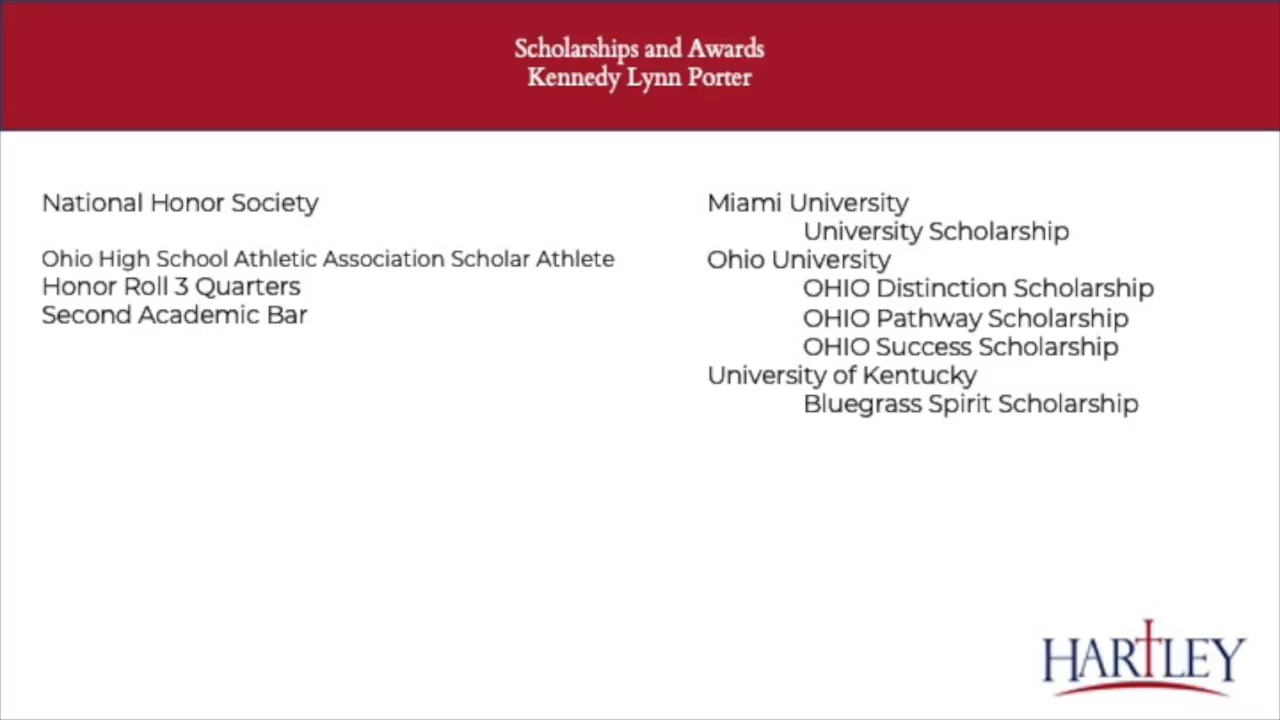 Scholarships and Awards
Kennedy Lynn Porter
National Honor Society
Ohio High School Athletic Association Scholar Athlete
Honor Roll 3 Quarters
Second Academic Bar
Miami University
University Scholarship
Ohio University
OHIO Distinction Scholarship
OHIO Pathway Scholarship
OHIO Success Scholarship
University of Kentucky
Bluegrass Spirit Scholarship
HARTLEY